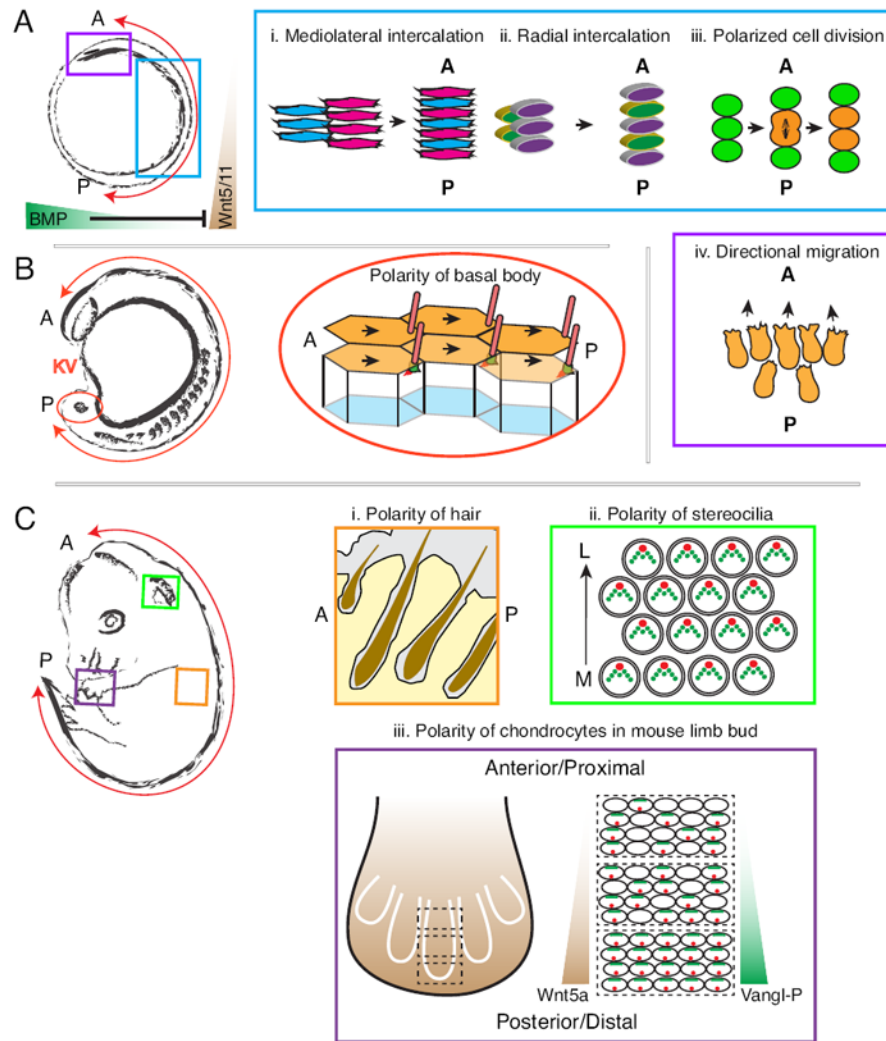 A
A
P
BMP
Wnt5/11
i. Mediolateral intercalation
ii. Radial intercalation
iii. Polarized cell division
A
A
P
P
iv. Directional migration
A
P
B
A
KV
P
Polarity of basal body
A
P
C
A
P
i. Polarity of hair
A
P
ii. Polarity of stereocilia
L
M
iii. Polarity of chondrocytes in mouse limb bud
Anterior/Proximal
Wnt5a
Vangl-P
Posterior/Distal